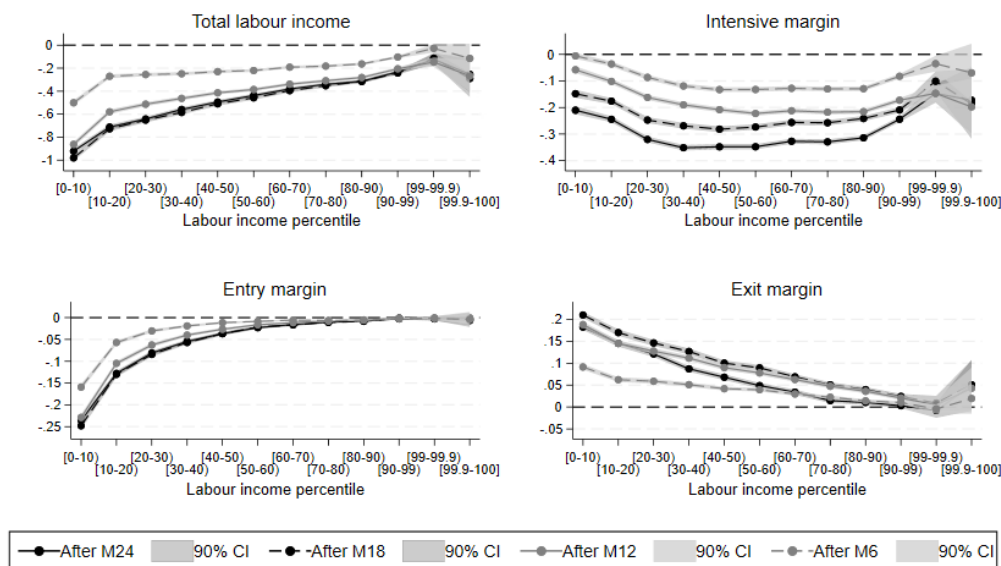 Total labour income
0
-.2
-.4
-.6
-.8
-1
[0-10) [20-30) [40-50) [60-70) [80-90) [99-99.9)
[10-20) [30-40) [50-60) [70-80) [90-99) [99.9-100]
Labour income percentile
Intensive margin
0
-.1
-.2
-.3
-.4
[0-10) [20-30) [40-50) [60-70) [80-90) [99-99.9)
[10-20) [30-40) [50-60) [70-80) [90-99) [99.9-100]
Labour income percentile
Entry margin
0
-.05
-.1
-.15
-.2
-.25
[0-10) [20-30) [40-50) [60-70) [80-90) [99-99.9)
[10-20) [30-40) [50-60) [70-80) [90-99) [99.9-100]
Labour income percentile
Exit margin
.2
.15
.1
.05
0
-.05
[0-10) [20-30) [40-50) [60-70) [80-90) [99-99.9)
[10-20) [30-40) [50-60) [70-80) [90-99) [99.9-100]
Labour income percentile
After M24 90% CI After M18 90% CI After M12 90% CI After M6 90% CI